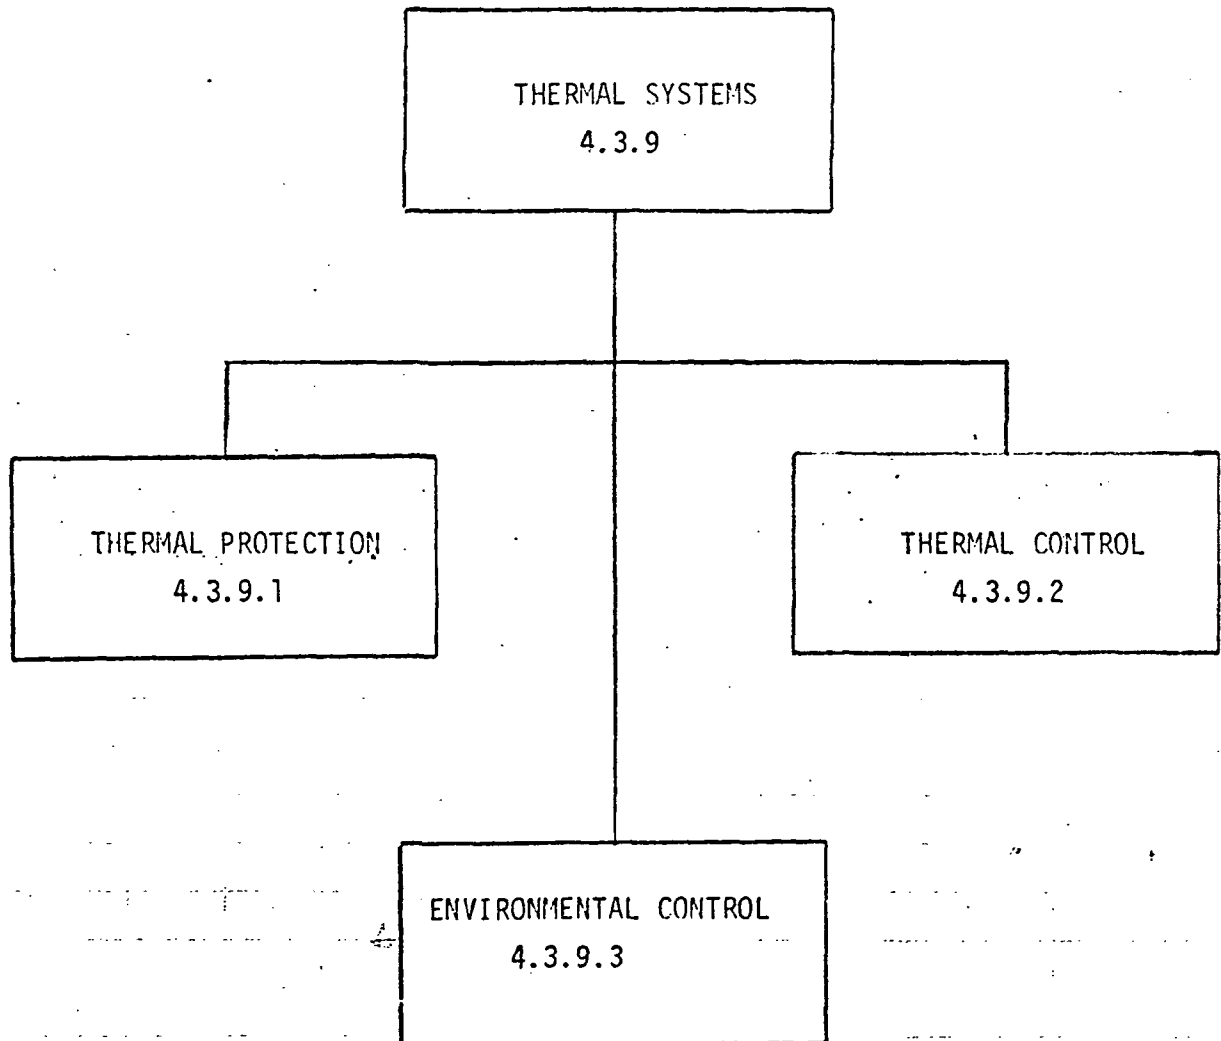 THERMAL SYSTEMS
4.3.9
THERMAL PROTECTION
4.3.9.1
THERMAL CONTROL
4.3.9.2
ENVIRONMENTAL CONTROL
4.3.9.3